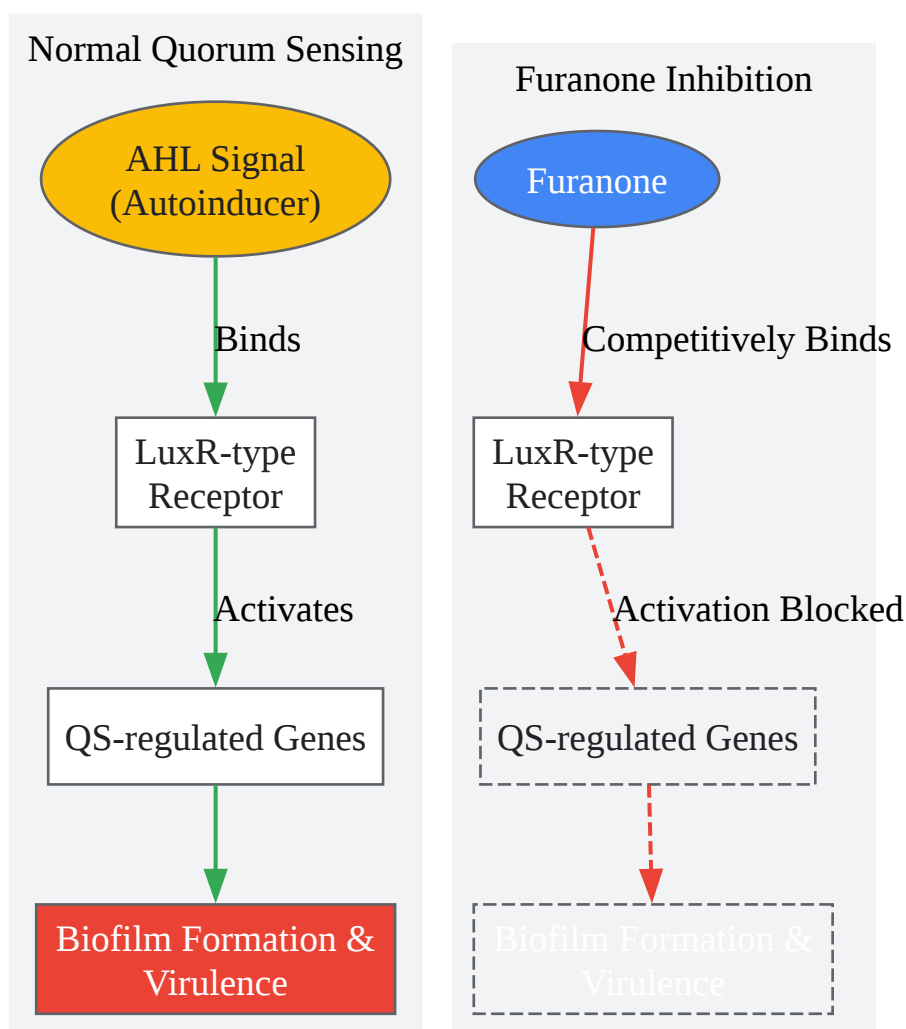 Normal Quorum Sensing
AHL Signal
(Autoinducer)
Binds
LuxR-type
Receptor
Activates
QS-regulated Genes
Biofilm Formation &
Virulence
Furanone Inhibition
Furanone
Competitively Binds
LuxR-type
Receptor
Activation Blocked
QS-regulated Genes
Biofilm Formation &
Virulence